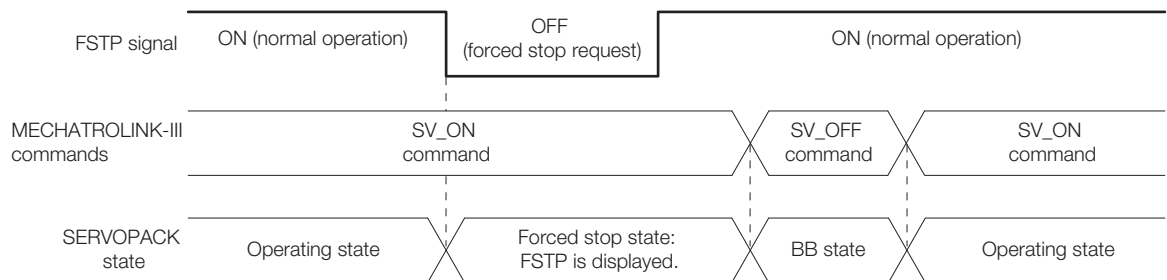 FSTP signal
ON (normal operation)
OFF
(forced stop request)
ON (normal operation)
MECHATROLINK-III
commands
SV_ON
command
SV_OFF
command
SV_ON
command
SERVOPACK
state
Operating state
Forced stop state:
FSTP is displayed.
BB state
Operating state